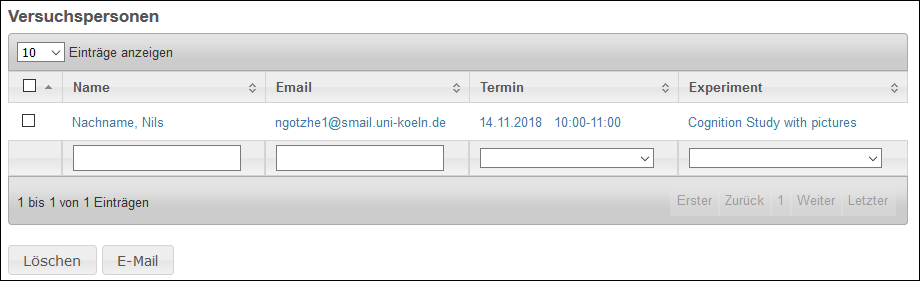 Versuchspersonen
10 Einträge anzeigen
Name Email Termin Experiment
Nachname, Nils ngotzhe1@smail.uni-koeln.de 14.11.2018 10:00-11:00 Cognition Study with pictures
1 bis 1 von 1 Einträgen Erster Zurück 1 Weiter Letzter
Löschen E-Mail